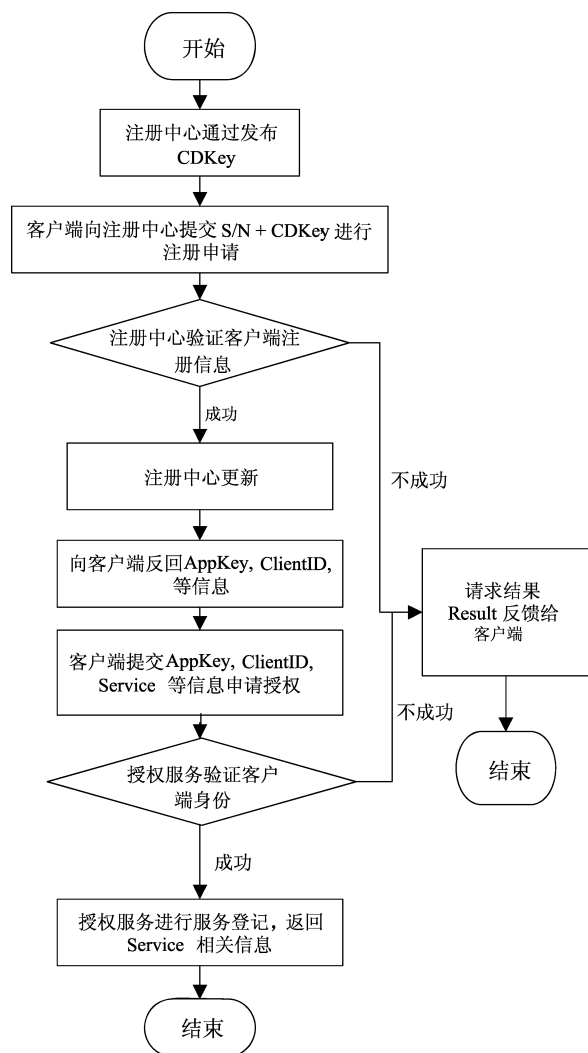 开始
注册中心通过发布
CDKey
客户端向注册中心提交 S/N + CDKey 进行
注册申请
注册中心验证客户端注
册信息
成功
不成功
注册中心更新
向客户端反回AppKey, ClientID,
等信息
请求结果
Result 反馈给
客户端
客户端提交AppKey, ClientID,
Service 等信息申请授权
不成功
授权服务验证客户
端身份
结束
成功
授权服务进行服务登记，返回
Service 相关信息
结束